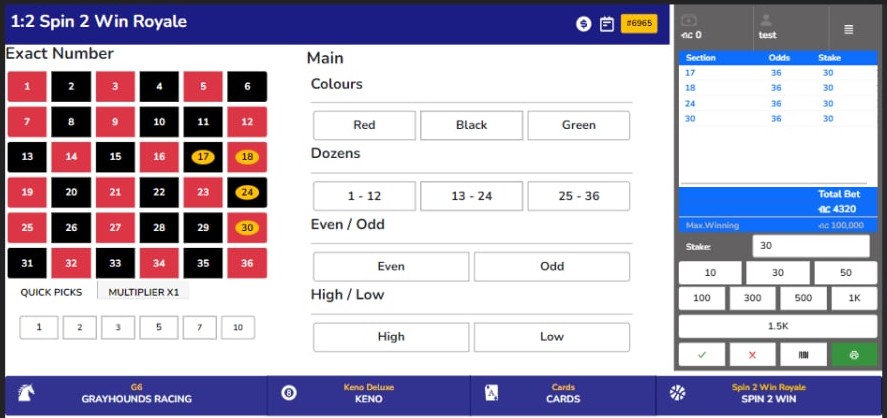 1:2 Spin 2 Win Royale
#6965
0
test
Exact Number
1 2 3 4 5 6
7 8 9 10 11 12
13 14 15 16 17 18
19 20 21 22 23 24
25 26 27 28 29 30
31 32 33 34 35 36
QUICK PICKS MULTIPLIER X1
1 2 3 5 7 10
Main
Colours
Red Black Green
Dozens
1 - 12 13 - 24 25 - 36
Even / Odd
Even Odd
High / Low
High Low
Section Odds Stake
17 36 30
18 36 30
24 36 30
30 36 30
Total Bet
4320
Max.Winning 100,000
Stake: 30
10 30 50
100 300 500 1K
1.5K
G6
GRAYHOUNDS RACING
8
Keno Deluxe
KENO
A
Cards
CARDS
Spin 2 Win Royale
SPIN 2 WIN